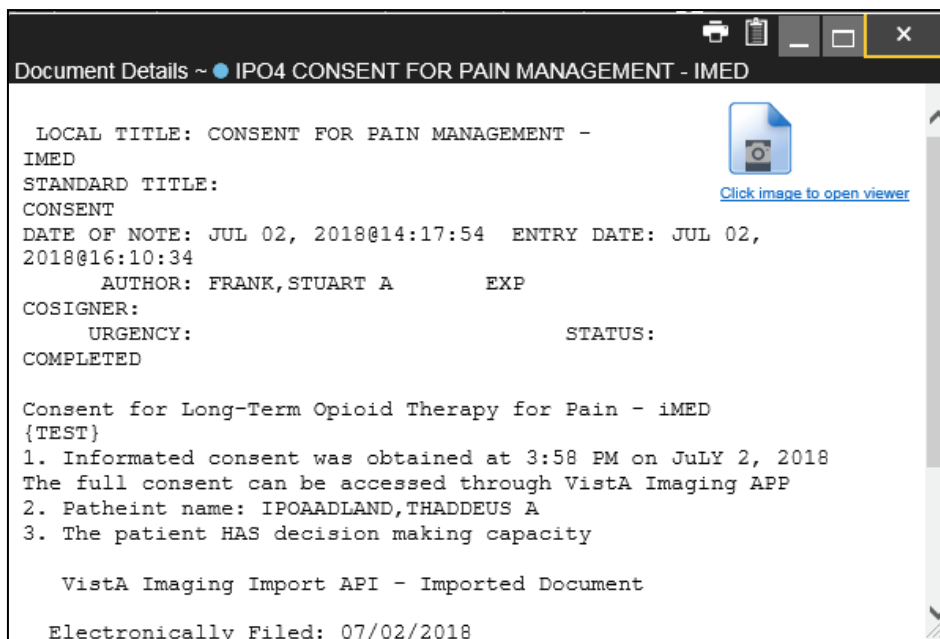 Document Details ~ IPO4 CONSENT FOR PAIN MANAGEMENT - IMED
LOCAL TITLE: CONSENT FOR PAIN MANAGEMENT -
IMED
STANDARD TITLE:
CONSENT
Click image to open viewer
DATE OF NOTE: JUL 02, 2018@14:17:54 ENTRY DATE: JUL 02,
2018@16:10:34
AUTHOR: FRANK,STUART A EXP
COSIGNER:
URGENCY: STATUS:
COMPLETED
Consent for Long-Term Opioid Therapy for Pain - iMED
{TEST}
1. Informated consent was obtained at 3:58 PM on JuLY 2, 2018
The full consent can be accessed through VistA Imaging APP
2. Patheint name: IPOAADLAND,THADDEUS A
3. The patient HAS decision making capacity
VistA Imaging Import API - Imported Document
Electronically Filed: 07/02/2018